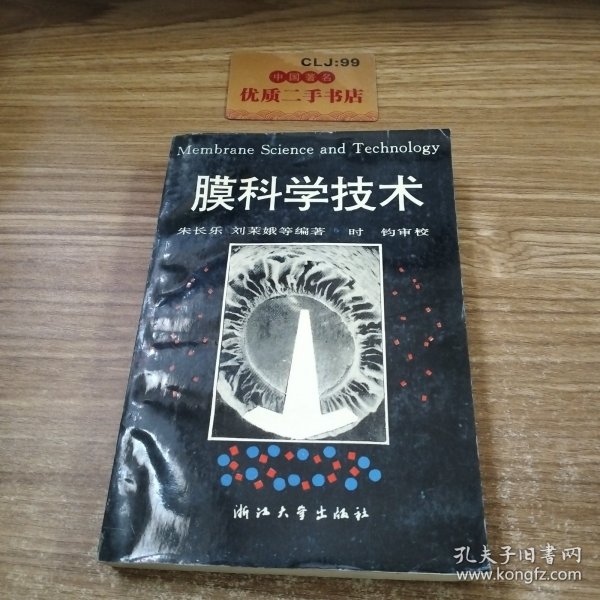 CLJ:99
中国著名
优质二手书店
Membrane Science and Technology
膜科学技术
朱长乐 刘茉娥等编著 时 钧审校
浙江大学出版社
孔夫子旧书网
www.kongfz.com